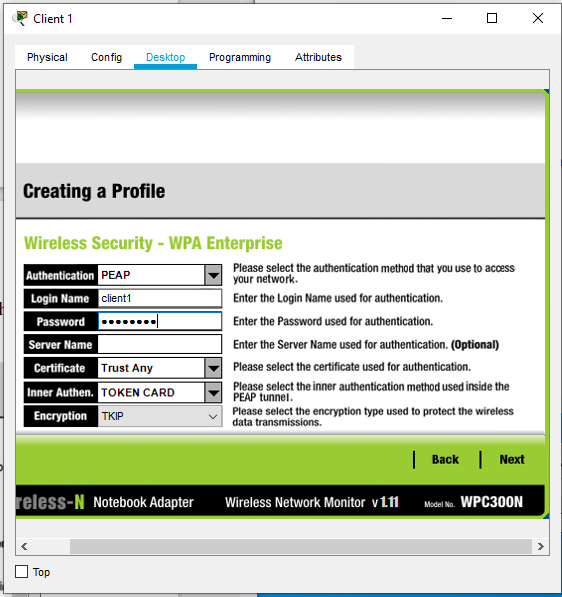 Client 1
Physical Config Desktop Programming Attributes
Creating a Profile
Wireless Security - WPA Enterprise
Authentication PEAP Please select the authentication method that you use to access
your network.
Login Name client1 Enter the Login Name used for authentication.
Password •••••••• Enter the Password used for authentication.
Server Name Enter the Server Name used for authentication. (Optional)
Certificate Trust Any Please select the certificate used for authentication.
Inner Authen. TOKEN CARD Please select the inner authentication method used inside the
PEAP tunnel.
Encryption TKIP Please select the encryption type used to protect the wireless
data transmissions.
Back Next
reless-N Notebook Adapter Wireless Network Monitor v 1.11 Model No. WPC300N
Top